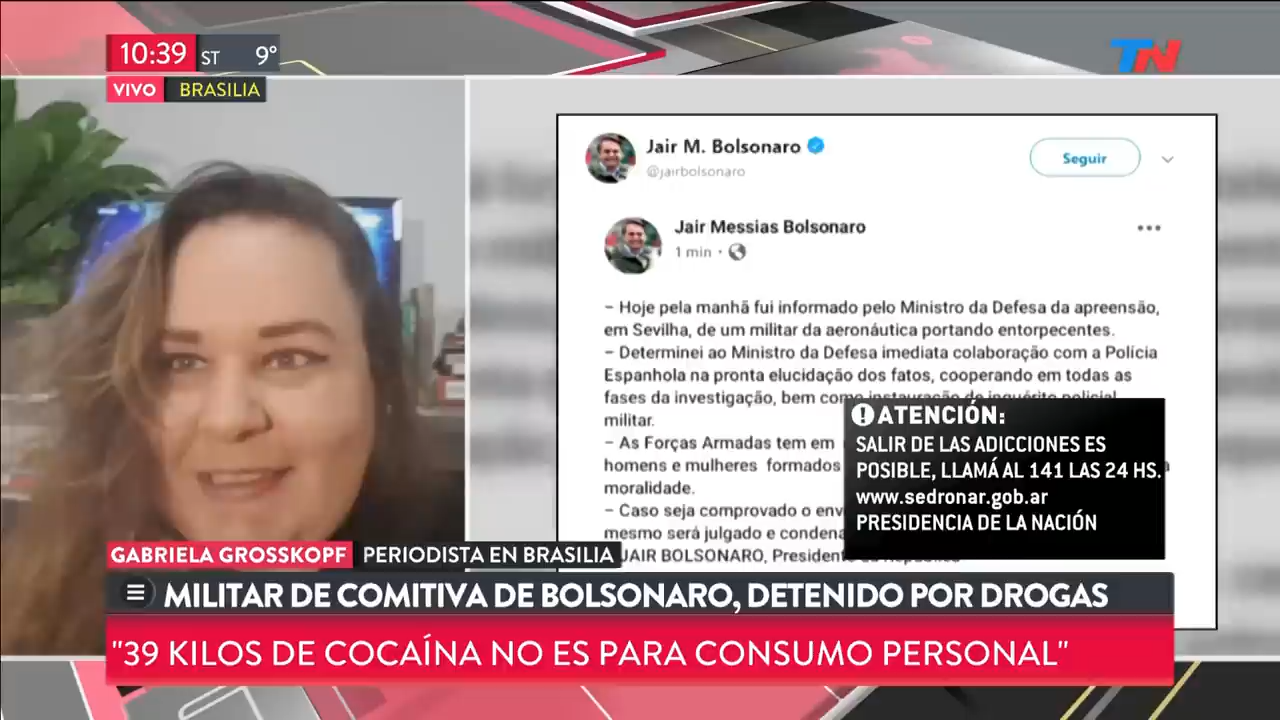 10:39 ST 9°
TN
VIVO BRASILIA
Jair M. Bolsonaro
@jairbolsonaro
Seguir
Jair Messias Bolsonaro
1 min
– Hoje pela manhã fui informado pelo Ministro da Defesa da apreensão,
em Sevilha, de um militar da aeronáutica portando entorpecentes.
– Determinei ao Ministro da Defesa imediata colaboração com a Polícia
Espanhola na pronta elucidação dos fatos, cooperando em todas as
fases da investigação, bem como instauração de inquérito policial
militar.
– As Forças Armadas tem em
homens e mulheres formados
moralidade.
– Caso seja comprovado o
mesmo será julgado e
JAIR BOLSONARO,
ATENCIÓN:
SALIR DE LAS ADICCIONES ES
POSIBLE, LLAMÁ AL 141 LAS 24 HS.
www.sedronar.gob.ar
PRESIDENCIA DE LA NACIÓN
GABRIELA GROSSKOPF PERIODISTA EN BRASILIA
MILITAR DE COMITIVA DE BOLSONARO, DETENIDO POR DROGAS
"39 KILOS DE COCAÍNA NO ES PARA CONSUMO PERSONAL"